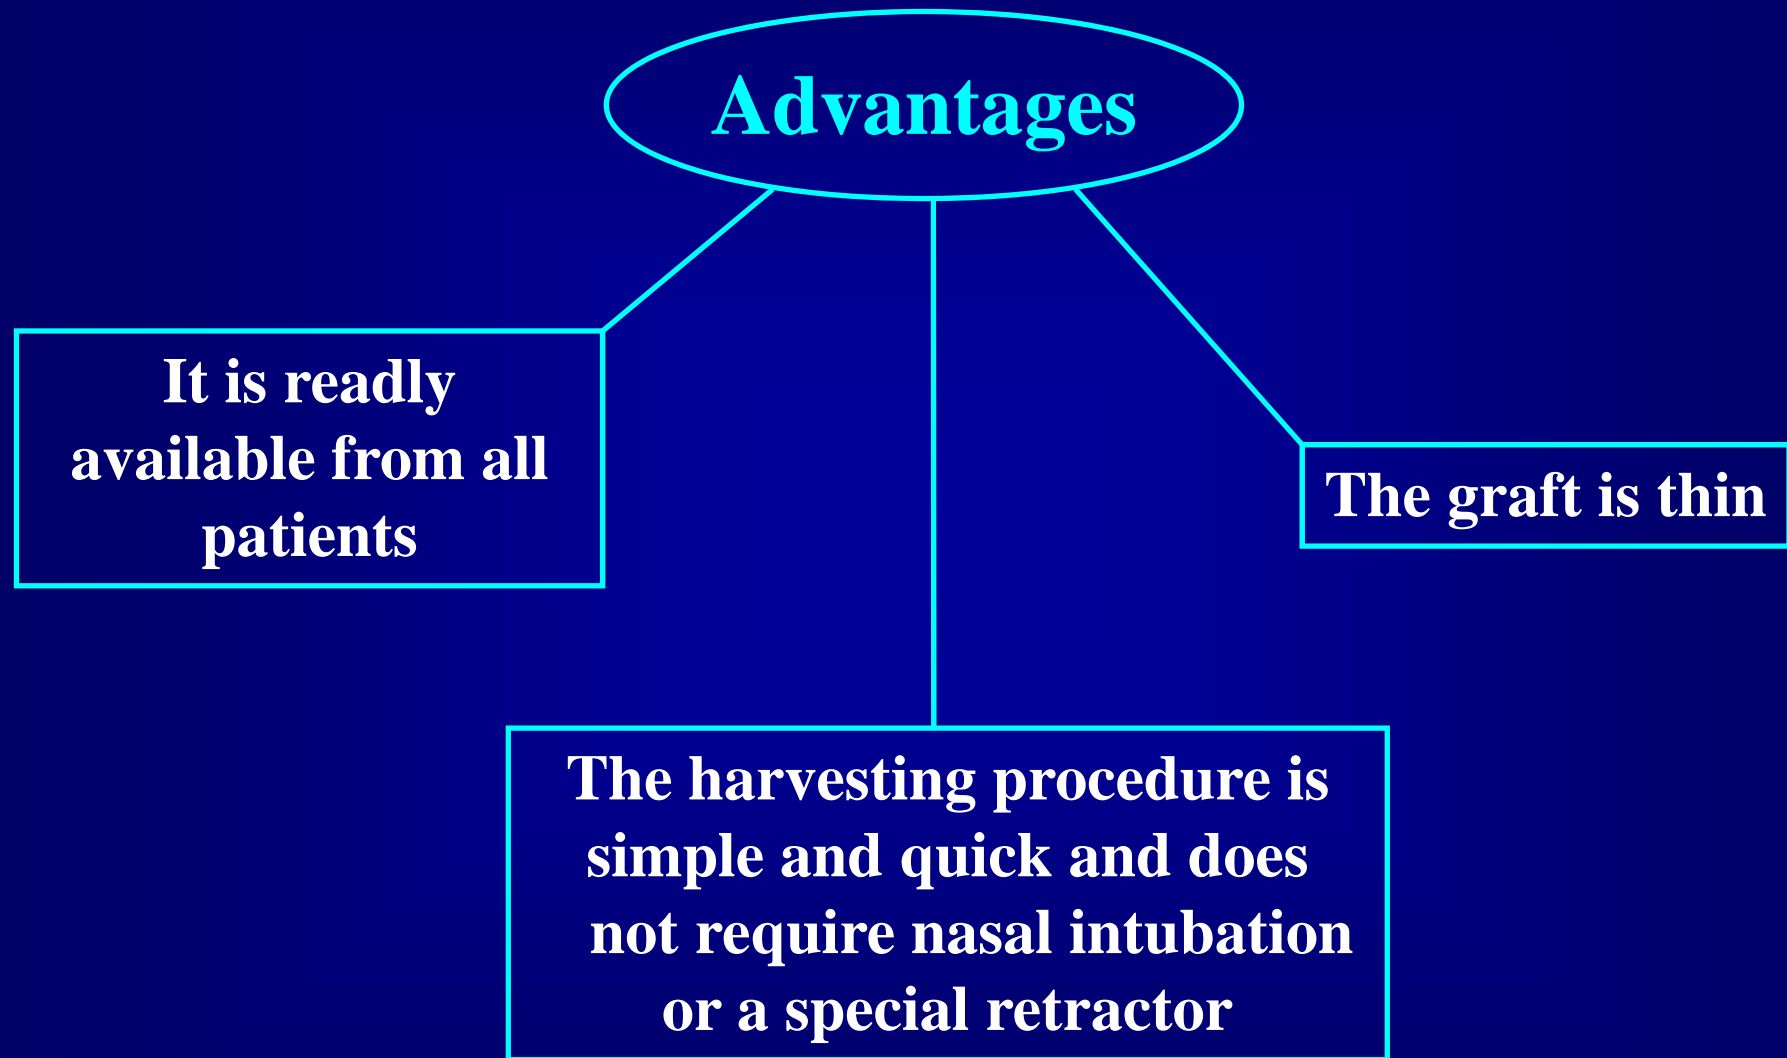 Advantages
It is readly
available from all
patients
The graft is thin
The harvesting procedure is
simple and quick and does
not require nasal intubation
or a special retractor